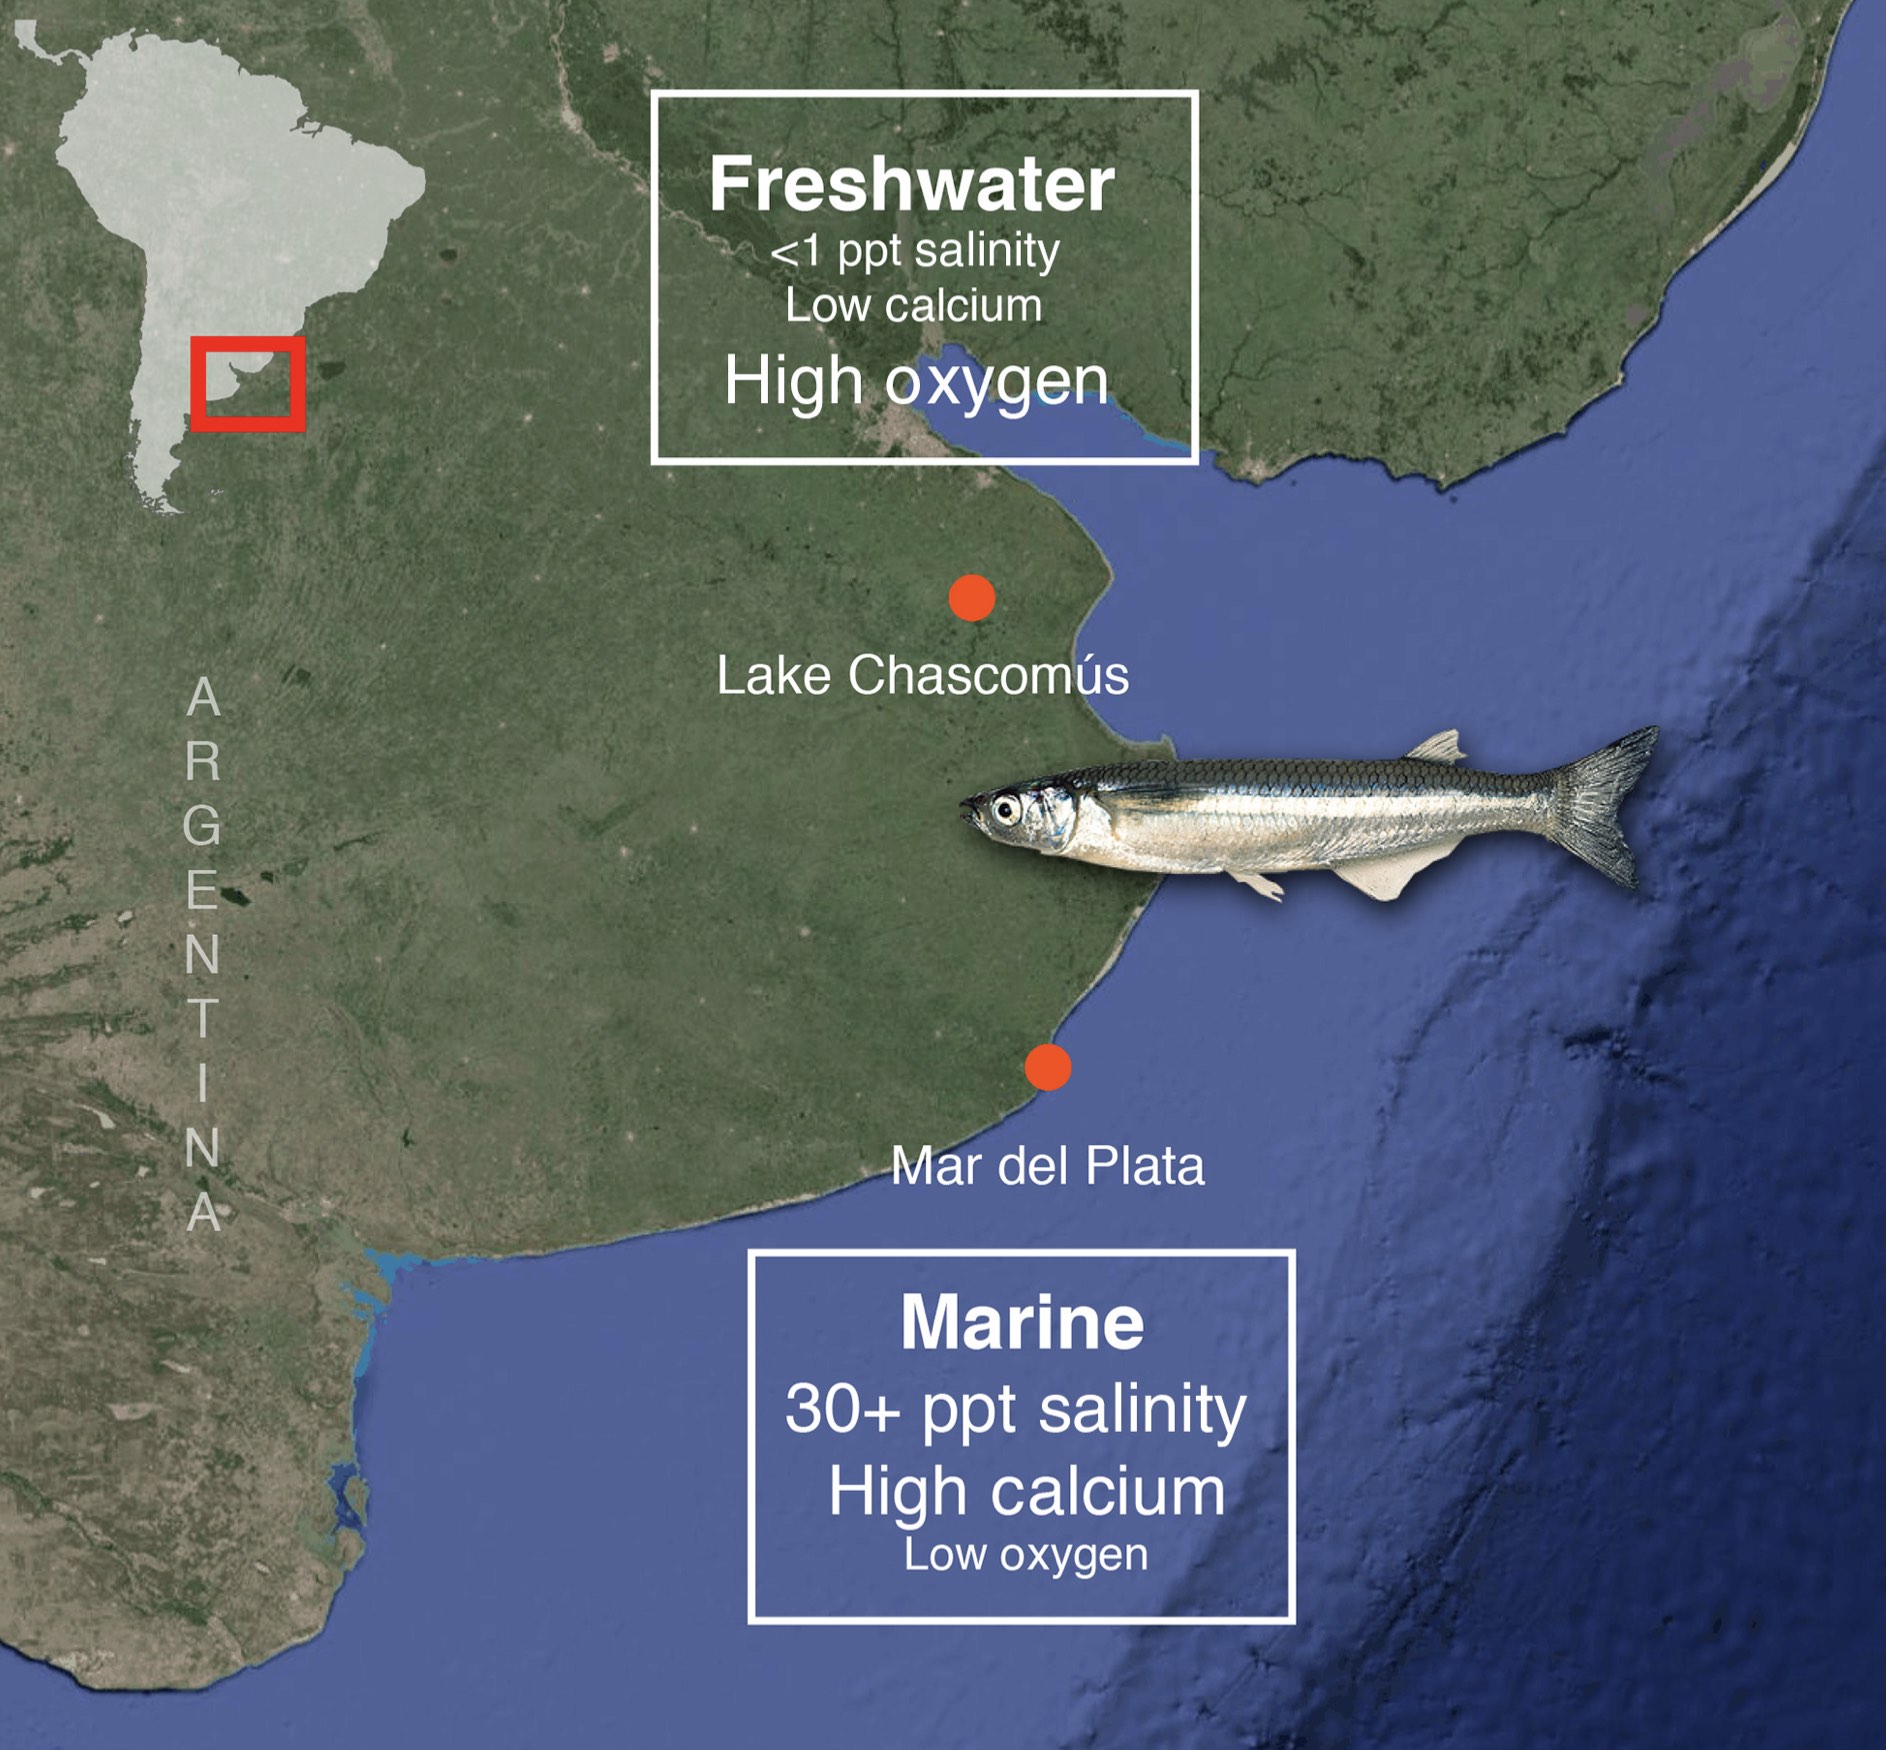 Freshwater
<1 ppt salinity
Low calcium
High oxygen
Lake Chascomús
ARGENTINA
Mar del Plata
Marine
30+ ppt salinity
High calcium
Low oxygen